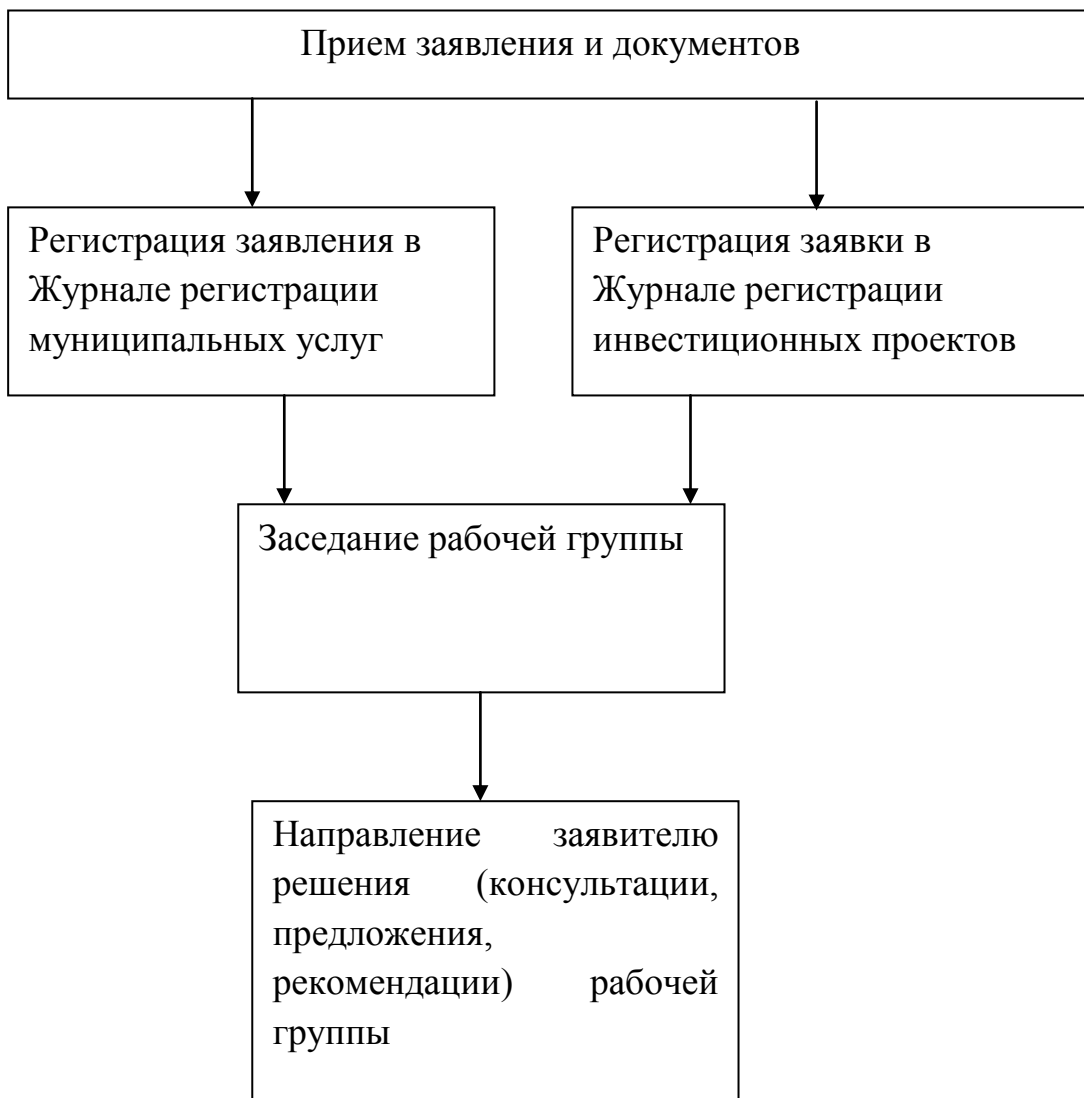 Прием заявления и документов
Регистрация заявления в
Журнале регистрации
муниципальных услуг
Регистрация заявки в
Журнале регистрации
инвестиционных проектов
Заседание рабочей группы
Направление заявителю
решения (консультации,
предложения,
рекомендации) рабочей
группы